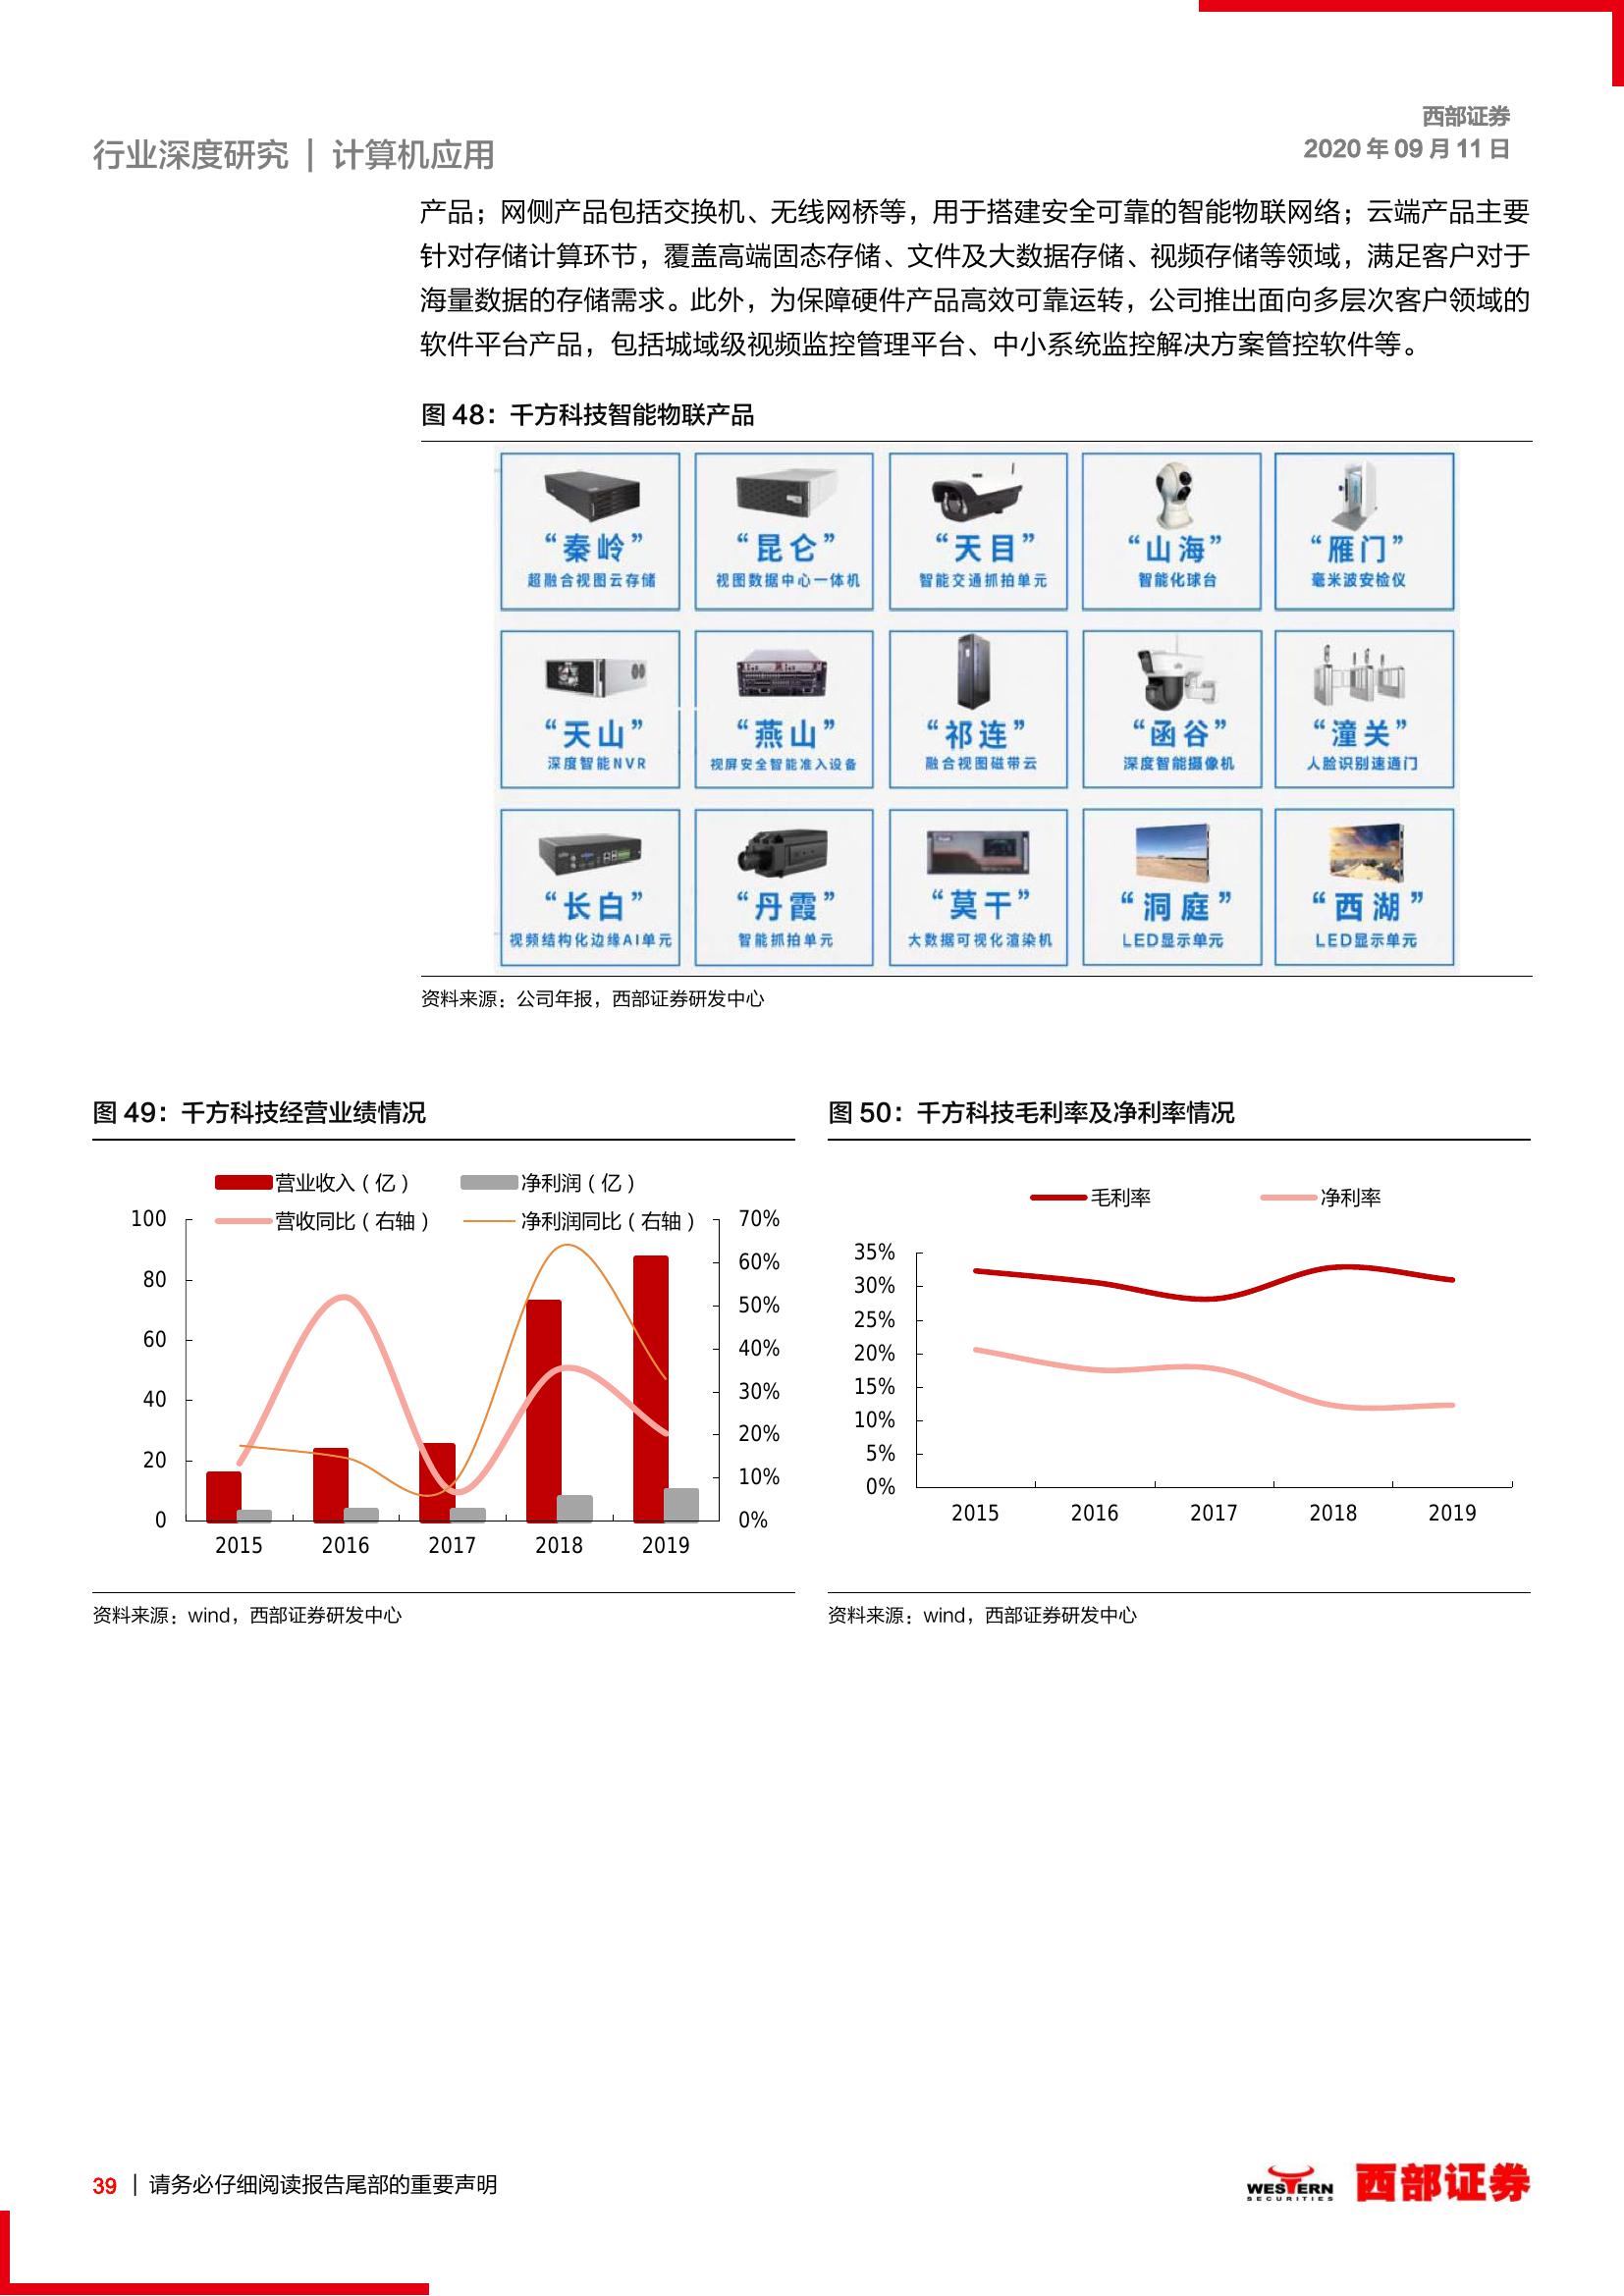 西部证券
行业深度研究 | 计算机应用
2020 年 09 月 11 日
产品；网侧产品包括交换机、无线网桥等，用于搭建安全可靠的智能物联网络；云端产品主要
针对存储计算环节，覆盖高端固态存储、文件及大数据存储、视频存储等领域，满足客户对于
海量数据的存储需求。此外，为保障硬件产品高效可靠运转，公司推出面向多层次客户领域的
软件平台产品，包括城域级视频监控管理平台、中小系统监控解决方案管控软件等。
图 48：千方科技智能物联产品
“秦岭” “昆仑” “天目” “山海” “雁门”
超融合视图云存储 视图数据中心一体机 智能交通抓拍单元 智能化球台 毫米波安检仪
“天山” “燕山” “祁连” “函谷” “潼关”
深度智能NVR 视屏安全智能准入设备 融合视图磁带云 深度智能摄像机 人脸识别速通门
“长白” “丹霞” “莫干” “洞庭” “西湖”
视频结构化边缘AI单元 智能抓拍单元 大数据可视化渲染机 LED显示单元 LED显示单元
资料来源：公司年报，西部证券研发中心
图 49：千方科技经营业绩情况
营业收入（亿） 净利润（亿）
营收同比（右轴） 净利润同比（右轴）
100 70%
60%
80
50%
60
40%
40
30%
20%
20
10%
0 0%
2015 2016 2017 2018 2019
资料来源：wind，西部证券研发中心
图 50：千方科技毛利率及净利率情况
毛利率 净利率
35%
30%
25%
20%
15%
10%
5%
0%
2015 2016 2017 2018 2019
资料来源：wind，西部证券研发中心
39 | 请务必仔细阅读报告尾部的重要声明
WESTERN
SECURITIES
西部证券